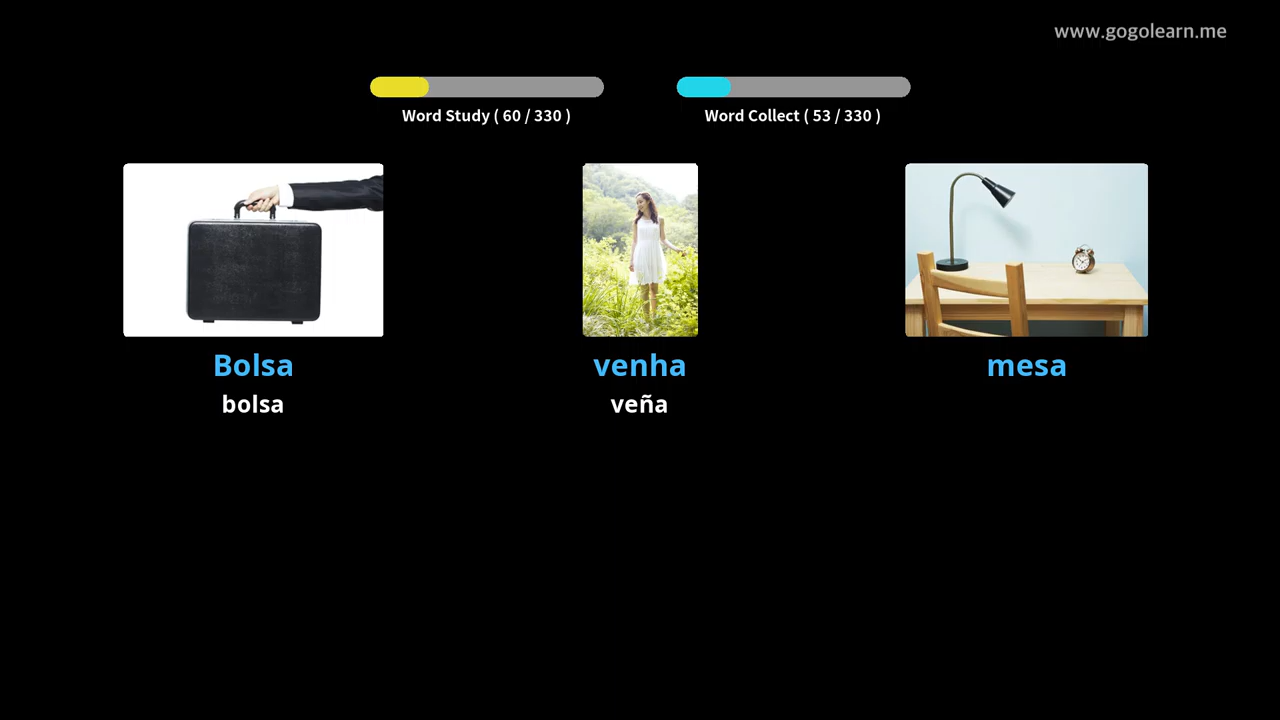 www.gogolearn.me
Word Study ( 60 / 330 )
Word Collect ( 53 / 330 )
Bolsa
venha
mesa
bolsa
veña